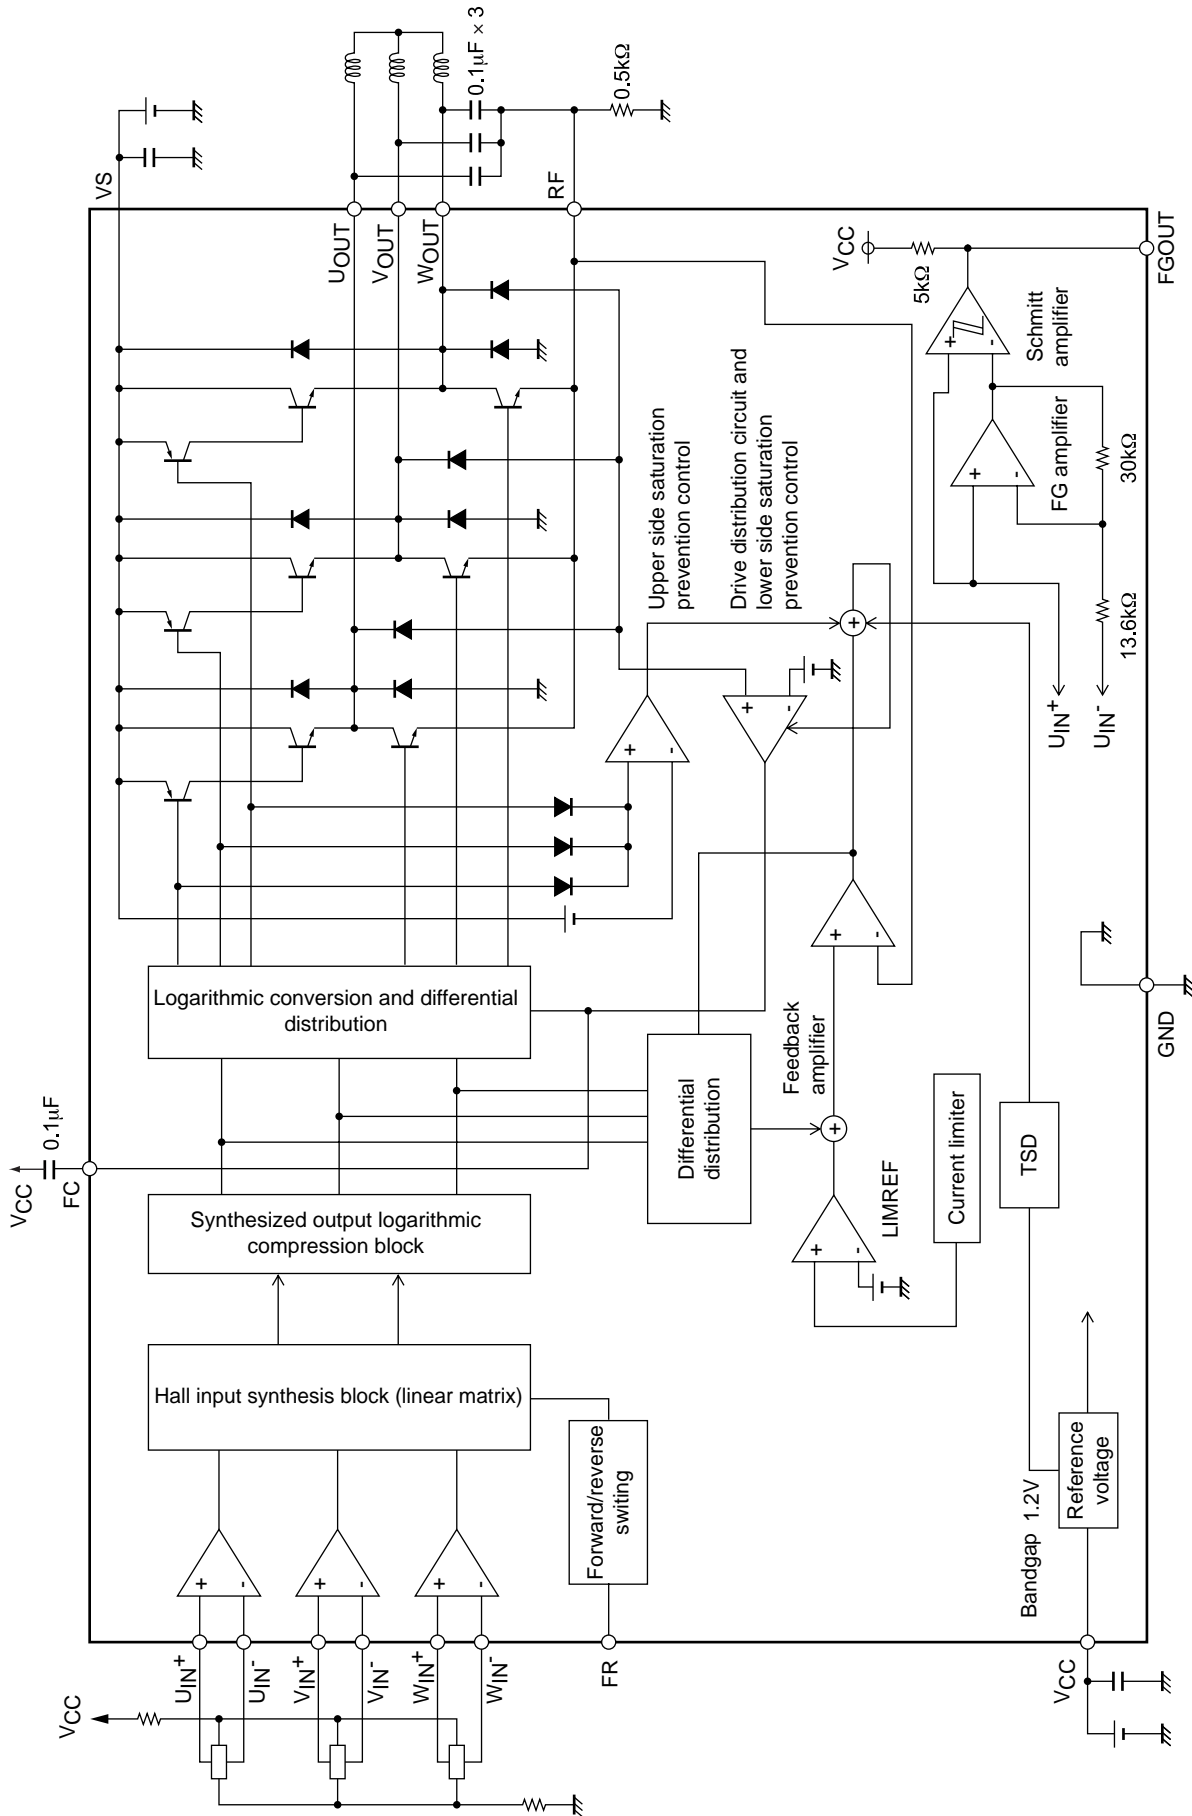 VS
0.1μF × 3
0.5kΩ
RF
UOUT
VOUT
WOUT
VCC
5kΩ
FGOUT
Schmitt
amplifier
FG amplifier
30kΩ
13.6kΩ
UIN+
UIN-
+
-
+
-
Upper side saturation
prevention control
Drive distribution circuit and
lower side saturation
prevention control
+
+
-
+
-
Logarithmic conversion and differential
distribution
VCC
0.1μF
FC
Synthesized output logarithmic
compression block
Differential
distribution
Feedback
amplifier
+
-
+
LIMREF
+
-
Current limiter
TSD
GND
Hall input synthesis block (linear matrix)
Forward/reverse
switing
Bandgap 1.2V
Reference
voltage
+
-
+
-
+
-
VCC
UIN+
UIN-
VIN+
VIN-
WIN+
WIN-
FR
VCC